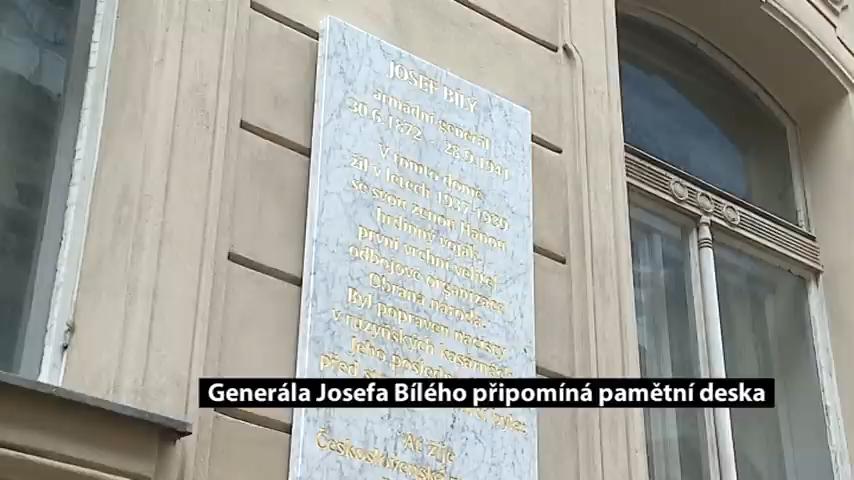 JOSEF BÍLÝ
armádní generál
30.6.1872 - 28.9.1941
V tomto domě
žil v letech 1937-1939
se svou ženou Hanou
hrdinný voják,
první vrchní velitel
odbojové organizace
Obrana národa.
Byl popraven nacisty
v ruzyňských kasárnách.
Jeho poslední
před
Ať žije
Generála Josefa Bílého připomíná pamětní deska